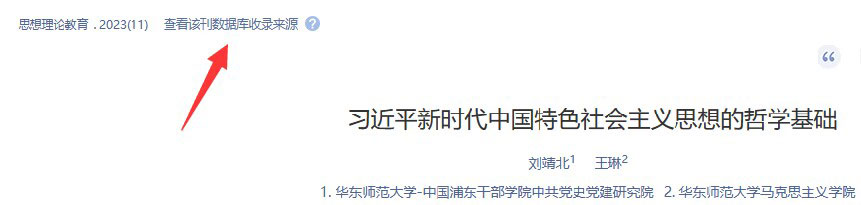 思想理论教育 . 2023(11) 查看该刊数据库收录来源 ?
“
习近平新时代中国特色社会主义思想的哲学基础
刘靖北1 王琳2
1. 华东师范大学-中国浦东干部学院中共党史党建研究院 2. 华东师范大学马克思主义学院